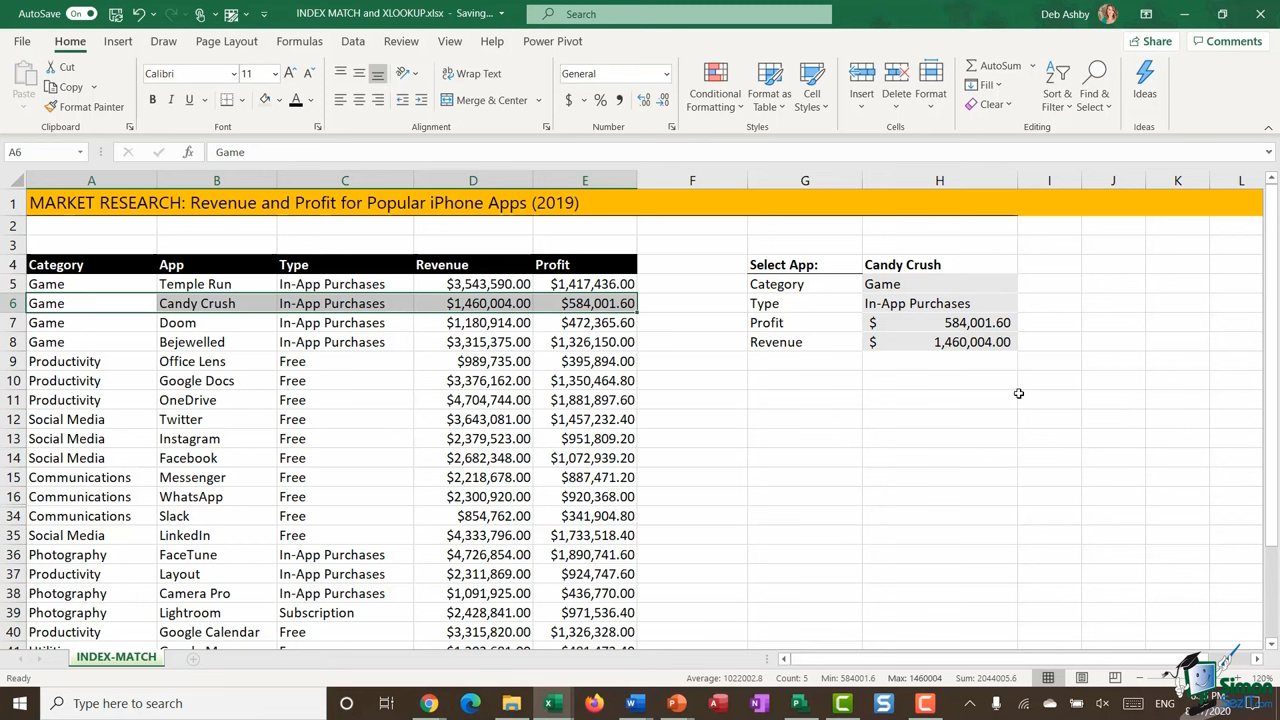 AutoSave On INDEX MATCH and XLOOKUP.xlsx - Saving... Search Deb Ashby
File Home Insert Draw Page Layout Formulas Data Review View Help Power Pivot Share Comments
Paste Cut Copy Format Painter
Calibri 11
B I U A
Wrap Text
Merge & Center
General
$ % ,
Conditional Formatting Format as Table Cell Styles
Insert Delete Format
AutoSum Fill Clear
Sort & Filter Find & Select
Ideas
Clipboard Font Alignment Number Styles Cells Editing Ideas
A6 fx Game
A B C D E F G H I J K L
1 MARKET RESEARCH: Revenue and Profit for Popular iPhone Apps (2019)
2
3
4 Category App Type Revenue Profit Select App: Candy Crush
5 Game Temple Run In-App Purchases $3,543,590.00 $1,417,436.00 Category Game
6 Game Candy Crush In-App Purchases $1,460,004.00 $584,001.60 Type In-App Purchases
7 Game Doom In-App Purchases $1,180,914.00 $472,365.60 Profit $ 584,001.60
8 Game Bejewelled In-App Purchases $3,315,375.00 $1,326,150.00 Revenue $ 1,460,004.00
9 Productivity Office Lens Free $989,735.00 $395,894.00
10 Productivity Google Docs Free $3,376,162.00 $1,350,464.80
11 Productivity OneDrive Free $4,704,744.00 $1,881,897.60
12 Social Media Twitter Free $3,643,081.00 $1,457,232.40
13 Social Media Instagram Free $2,379,523.00 $951,809.20
14 Social Media Facebook Free $2,682,348.00 $1,072,939.20
15 Communications Messenger Free $2,218,678.00 $887,471.20
16 Communications WhatsApp Free $2,300,920.00 $920,368.00
34 Communications Slack Free $854,762.00 $341,904.80
35 Social Media LinkedIn Free $4,333,796.00 $1,733,518.40
36 Photography FaceTune In-App Purchases $4,726,854.00 $1,890,741.60
37 Productivity Layout In-App Purchases $2,311,869.00 $924,747.60
38 Photography Camera Pro In-App Purchases $1,091,925.00 $436,770.00
39 Photography Lightroom Subscription $2,428,841.00 $971,536.40
40 Productivity Google Calendar Free $3,315,820.00 $1,326,328.00
INDEX-MATCH
Ready Average: 1022002.8 Count: 5 Min: 584001.6 Max: 1460004 Sum: 2044005.6 120%
Type here to search ENG PM
Simon